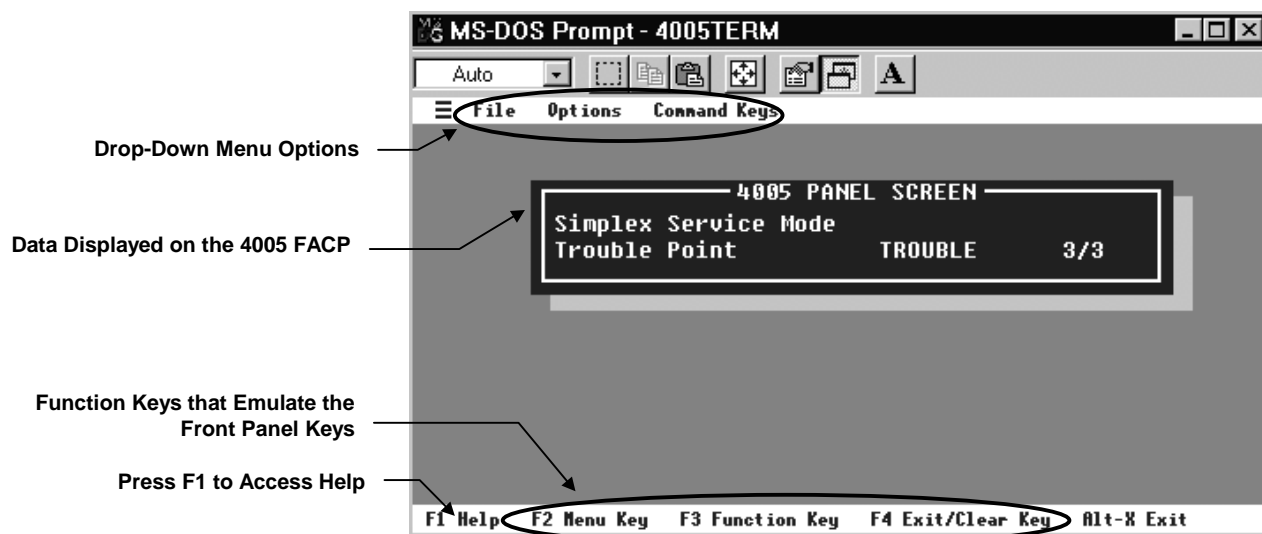 MS-DOS Prompt - 4005TERM
Auto
A
File Options Command Keys
Drop-Down Menu Options
4005 PANEL SCREEN
Simplex Service Mode
Data Displayed on the 4005 FACP
Trouble Point TROUBLE 3/3
Function Keys that Emulate the
Front Panel Keys
Press F1 to Access Help
F1 Help F2 Menu Key F3 Function Key F4 Exit/Clear Key Alt-X Exit